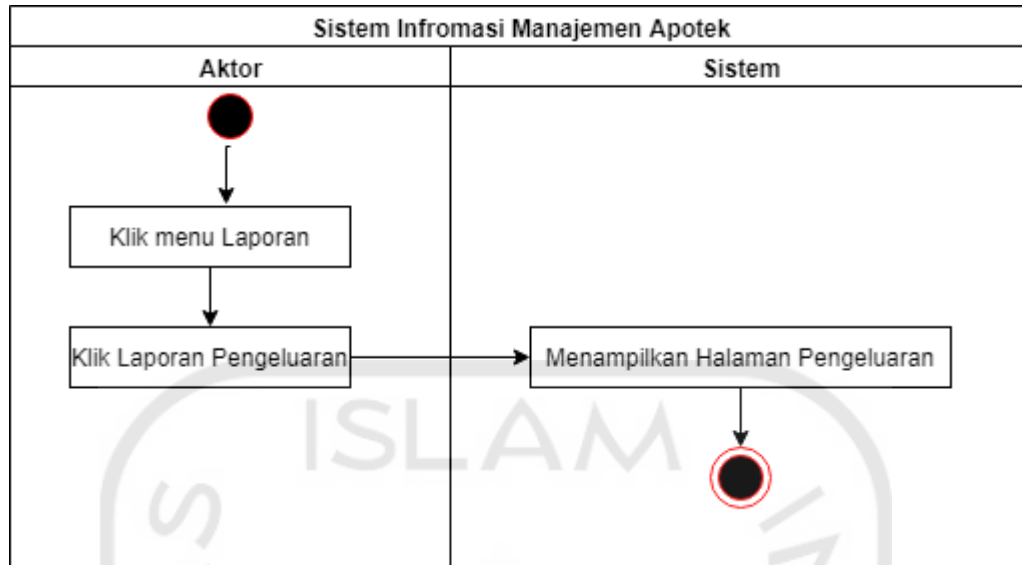 Sistem Infromasi Manajemen Apotek
Aktor
Sistem
Klik menu Laporan
Klik Laporan Pengeluaran
Menampilkan Halaman Pengeluaran
ISLAM